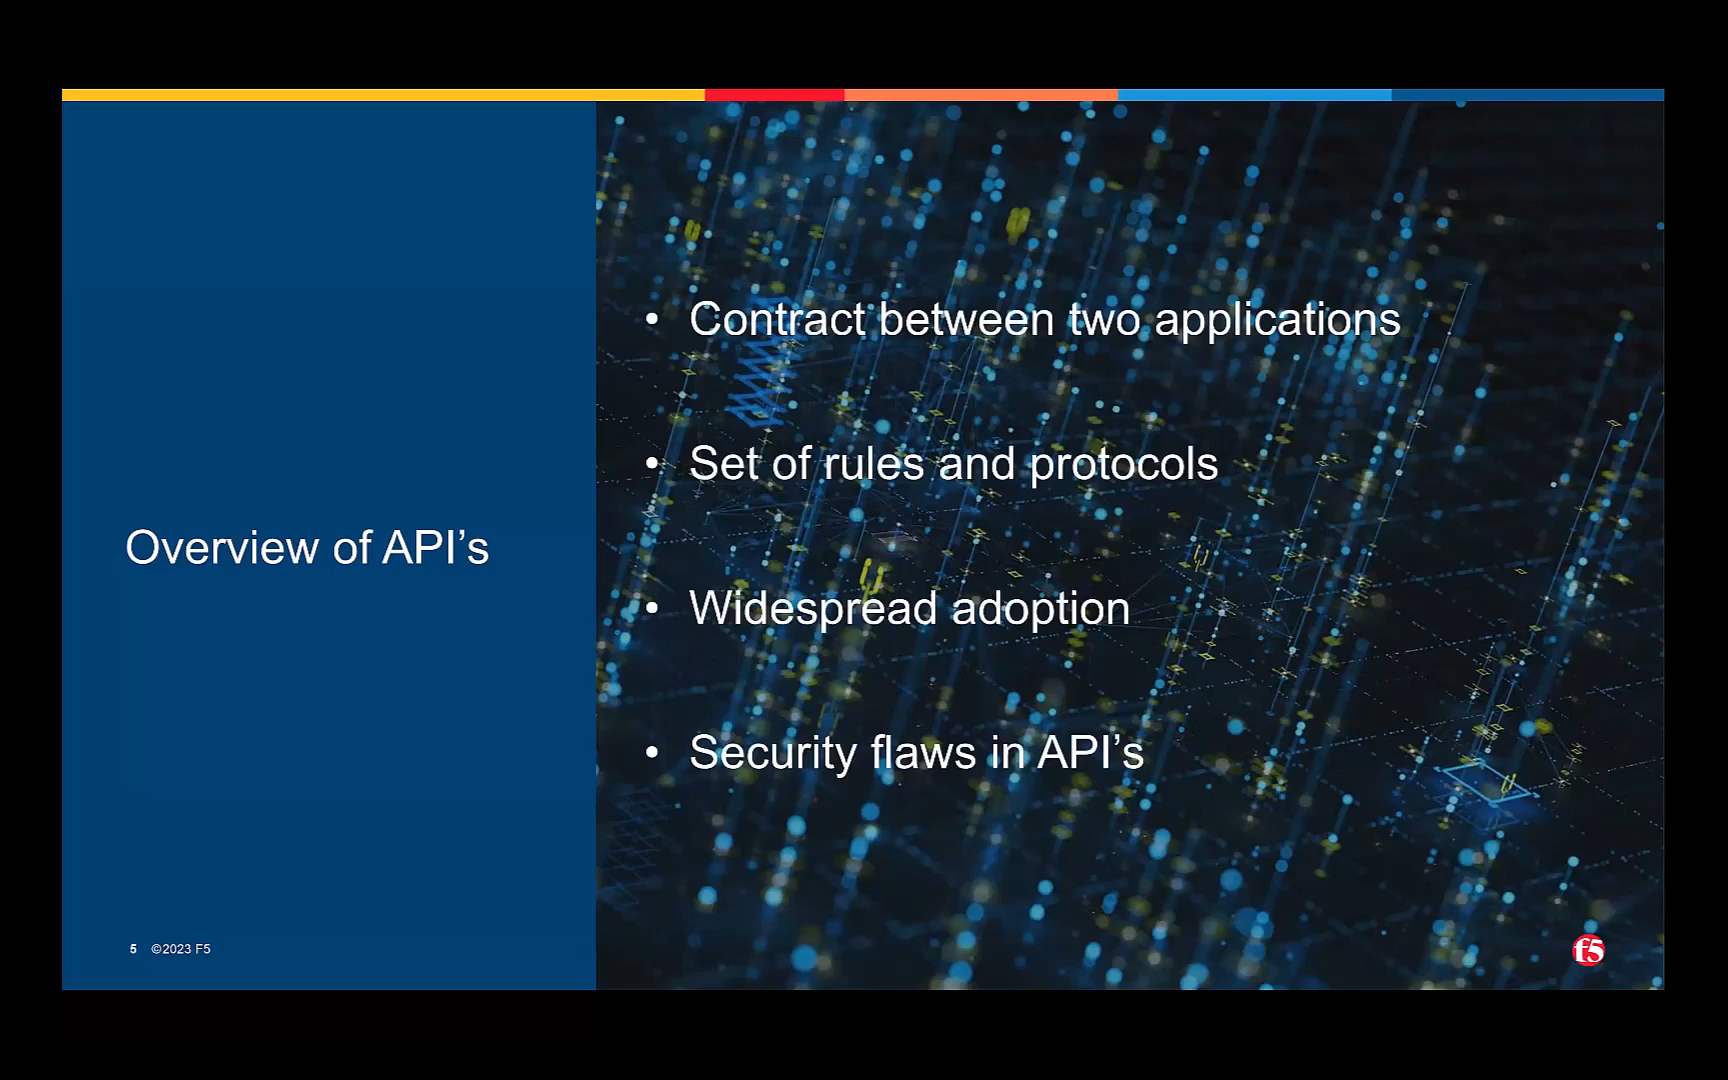 Overview of API’s
• Contract between two applications
• Set of rules and protocols
• Widespread adoption
• Security flaws in API’s
5 ©2023 F5
f5